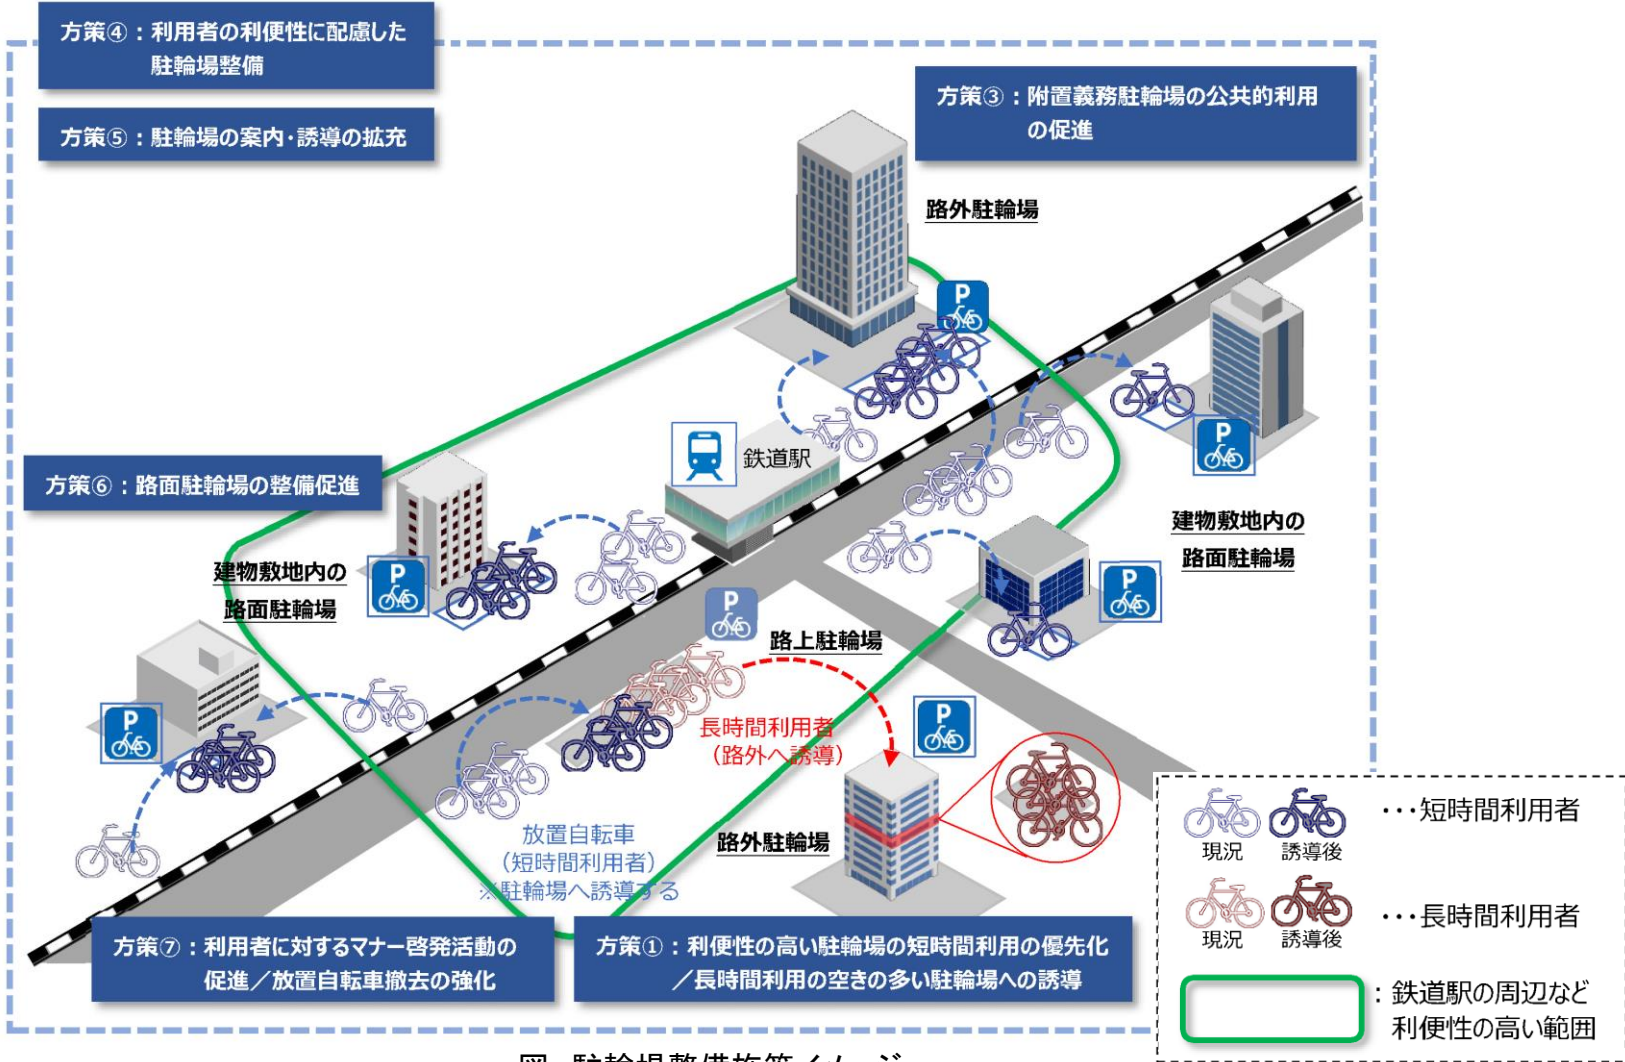 方策④：利用者の利便性に配慮した
駐輪場整備
方策⑤：駐輪場の案内･誘導の拡充
方策③：附置義務駐輪場の公共的利用
の促進
路外駐輪場
P
P
鉄道駅
方策⑥：路面駐輪場の整備促進
建物敷地内の
路面駐輪場
P
建物敷地内の
路面駐輪場
P
P
路上駐輪場
P
P
長時間利用者
（路外へ誘導）
放置自転車
（短時間利用者）
※駐輪場へ誘導する
路外駐輪場
方策⑦：利用者に対するマナー啓発活動の
促進／放置自転車撤去の強化
方策①：利便性の高い駐輪場の短時間利用の優先化
／長時間利用の空きの多い駐輪場への誘導
現況 誘導後 …短時間利用者
現況 誘導後 …長時間利用者
：鉄道駅の周辺など
利便性の高い範囲
図 駐輪場整備施策イメージ